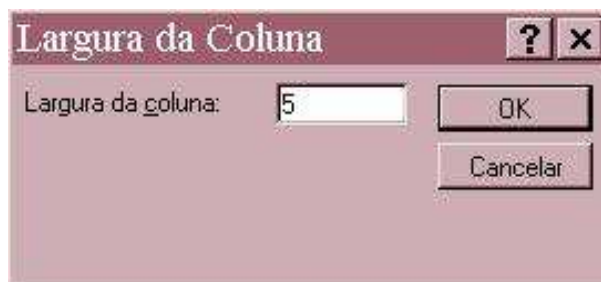 Largura da Coluna ? ×
Largura da coluna: 5 OK
Cancelar